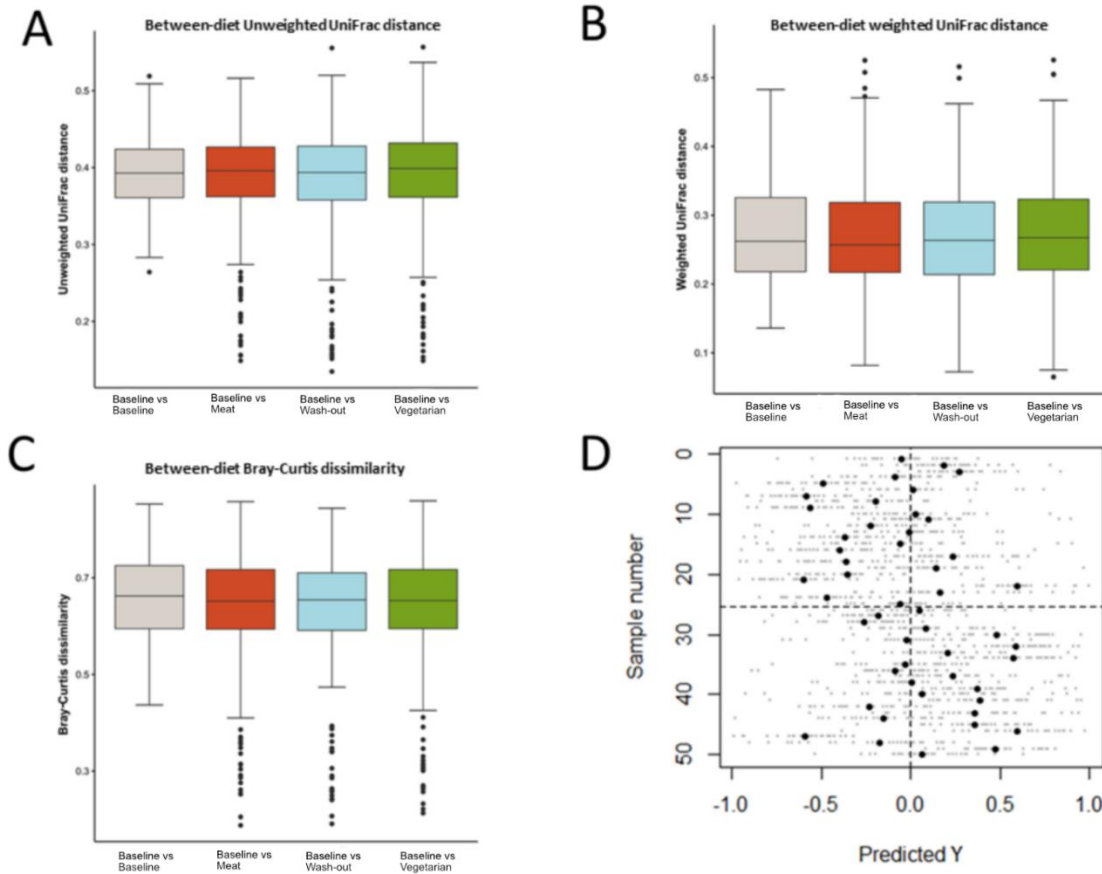 A
Between-diet Unweighted UniFrac distance
Unweighted UniFrac distance
0.5
0.4
0.3
0.2
Baseline vs
Baseline
Baseline vs
Meat
Baseline vs
Wash-out
Baseline vs
Vegetarian
B
Between-diet weighted UniFrac distance
Weighted UniFrac distance
0.5
0.4
0.3
0.2
0.1
Baseline vs
Baseline
Baseline vs
Meat
Baseline vs
Wash-out
Baseline vs
Vegetarian
C
Between-diet Bray-Curtis dissimilarity
Bray-Curtis dissimilarity
0.7
0.5
0.3
Baseline vs
Baseline
Baseline vs
Meat
Baseline vs
Wash-out
Baseline vs
Vegetarian
D
Sample number
0
10
20
30
40
50
-1.0
-0.5
0.0
0.5
1.0
Predicted Y